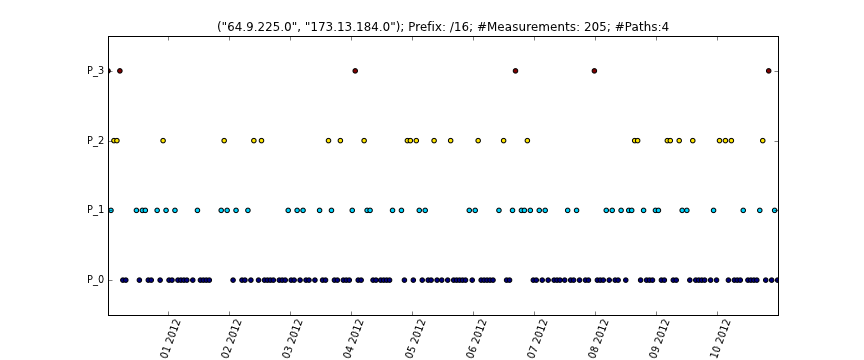 ("64.9.225.0", "173.13.184.0"); Prefix: /16; #Measurements: 205; #Paths:4
P_3
P_2
P_1
P_0
01 2012
02 2012
03 2012
04 2012
05 2012
06 2012
07 2012
08 2012
09 2012
10 2012